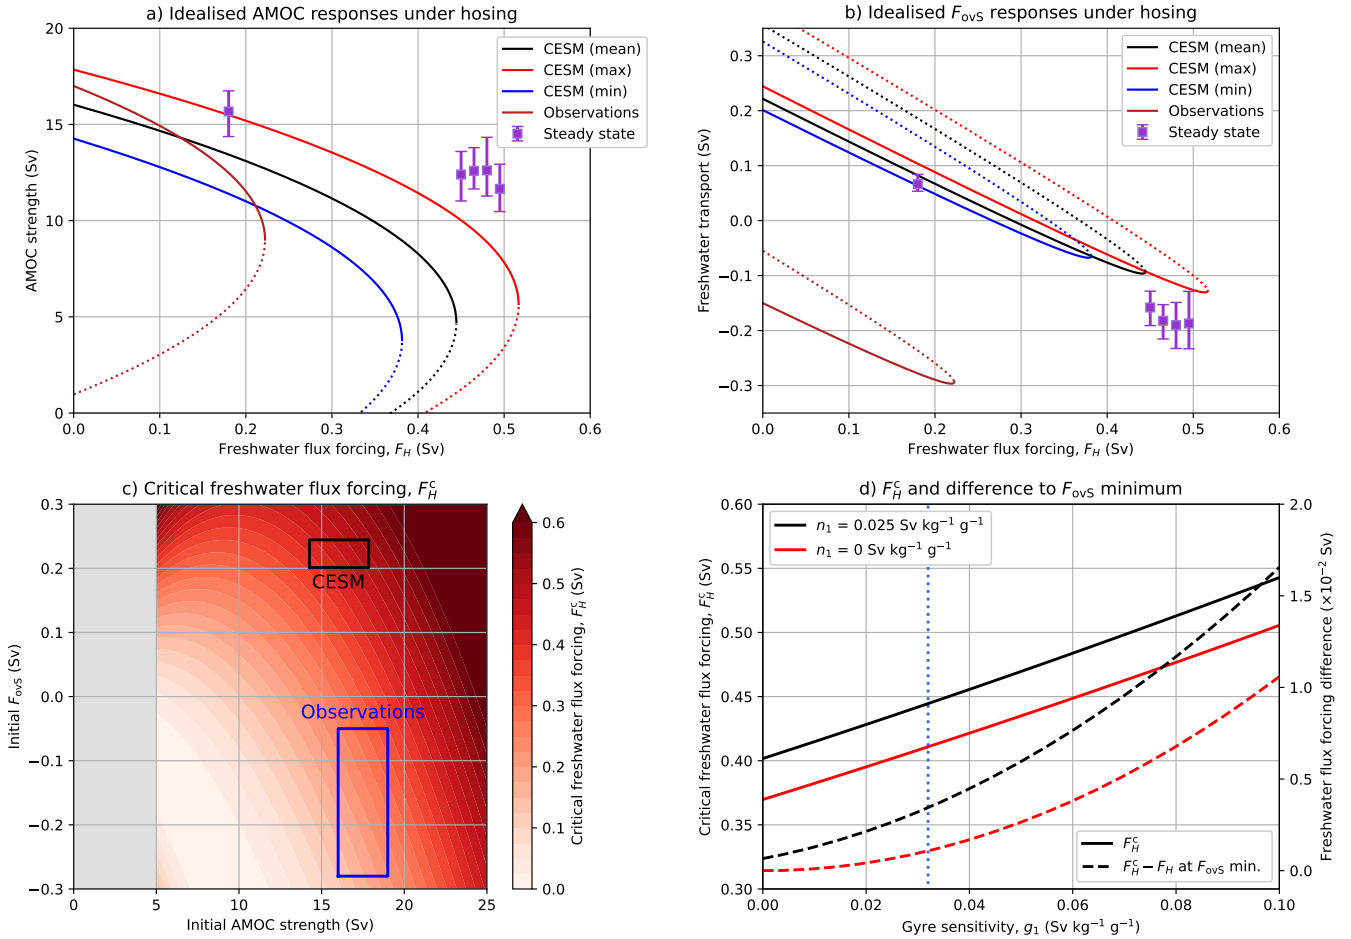 a) Idealised AMOC responses under hosing
20
15
10
5
0
AMOC strength (Sv)
0.0 0.1 0.2 0.3 0.4 0.5 0.6
Freshwater flux forcing, F_H (Sv)
CESM (mean)
CESM (max)
CESM (min)
Observations
Steady state
b) Idealised F_ovS responses under hosing
0.3
0.2
0.1
0.0
−0.1
−0.2
−0.3
Freshwater transport (Sv)
0.0 0.1 0.2 0.3 0.4 0.5 0.6
Freshwater flux forcing, F_H (Sv)
CESM (mean)
CESM (max)
CESM (min)
Observations
Steady state
c) Critical freshwater flux forcing, F_H^c
0.3
0.2
0.1
0.0
−0.1
−0.2
−0.3
Initial F_ovS (Sv)
0 5 10 15 20 25
Initial AMOC strength (Sv)
CESM
Observations
0.6
0.5
0.4
0.3
0.2
0.1
0.0
Critical freshwater flux forcing, F_H^c (Sv)
d) F_H^c and difference to F_ovS minimum
0.60
0.55
0.50
0.45
0.40
0.35
0.30
Critical freshwater flux forcing, F_H^c (Sv)
n₁ = 0.025 Sv kg⁻¹ g⁻¹
n₁ = 0 Sv kg⁻¹ g⁻¹
F_H^c
F_H^c − F_H at F_ovS min.
0.00 0.02 0.04 0.06 0.08 0.10
Gyre sensitivity, g₁ (Sv kg⁻¹ g⁻¹)
2.0
1.5
1.0
0.5
0.0
Freshwater flux forcing difference (×10⁻² Sv)